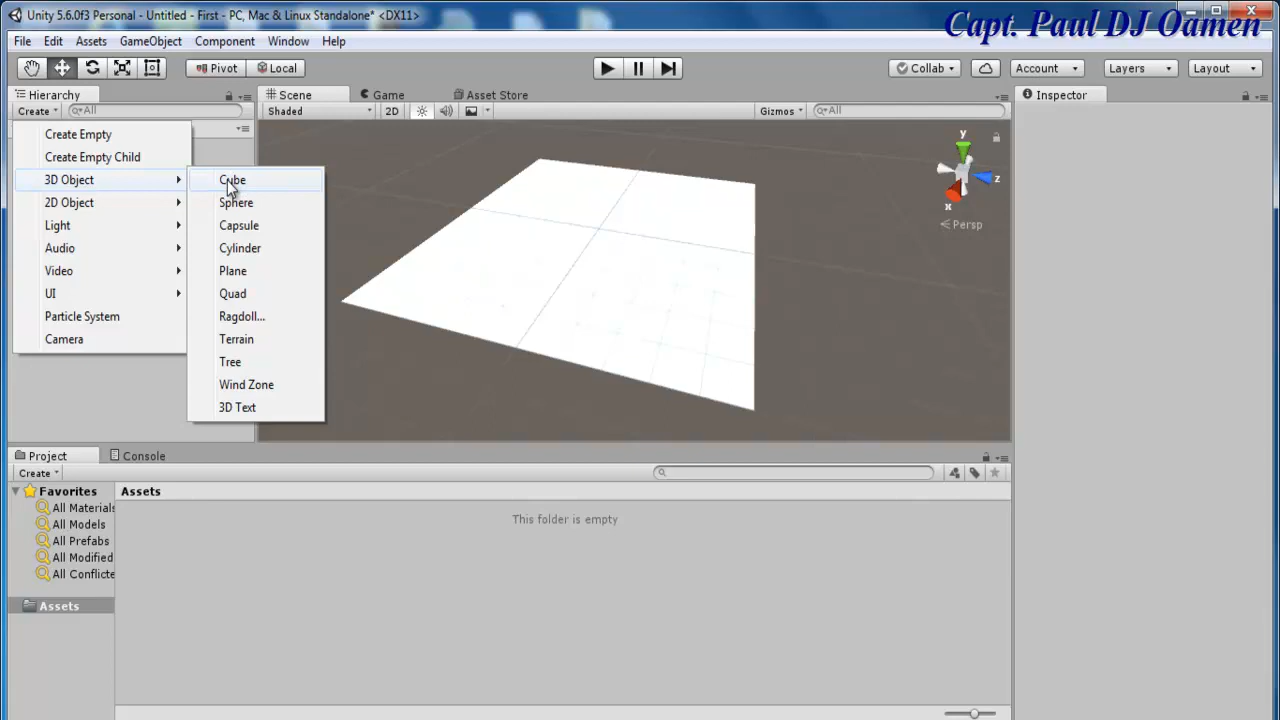 Unity 5.6.0f3 Personal - Untitled - First - PC, Mac & Linux Standalone* <DX11>
Capt. Paul DJ Oamen
File Edit Assets GameObject Component Window Help
Pivot Local Collab Account Layers Layout
Hierarchy
Scene Game Asset Store
Inspector
Create All
Shaded 2D Gizmos All
Create Empty
Create Empty Child
3D Object
2D Object
Light
Audio
Video
UI
Particle System
Camera
Cube
Sphere
Capsule
Cylinder
Plane
Quad
Ragdoll...
Terrain
Tree
Wind Zone
3D Text
y
z
x
Persp
Project Console
Create
Favorites
All Materials
All Models
All Prefabs
All Modified
All Conflicte
Assets
Assets
This folder is empty